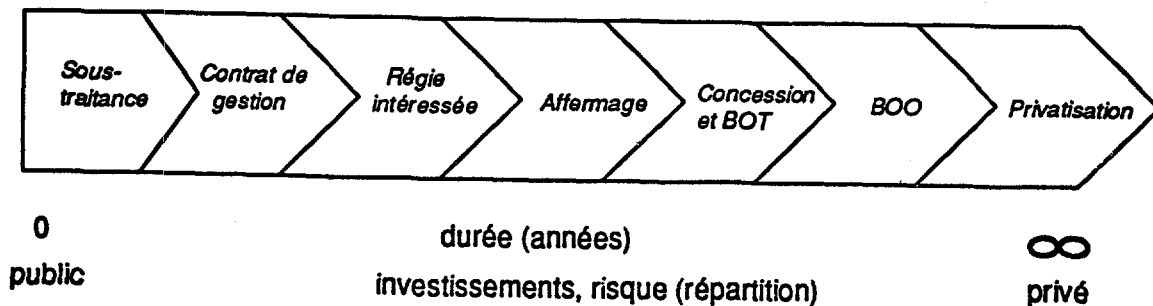 Sous-
traitance
Contrat de
gestion
Régie
intéressée
Affermage
Concession
et BOT
BOO
Privatisation
0
durée (années)
∞
public
investissements, risque (répartition)
privé